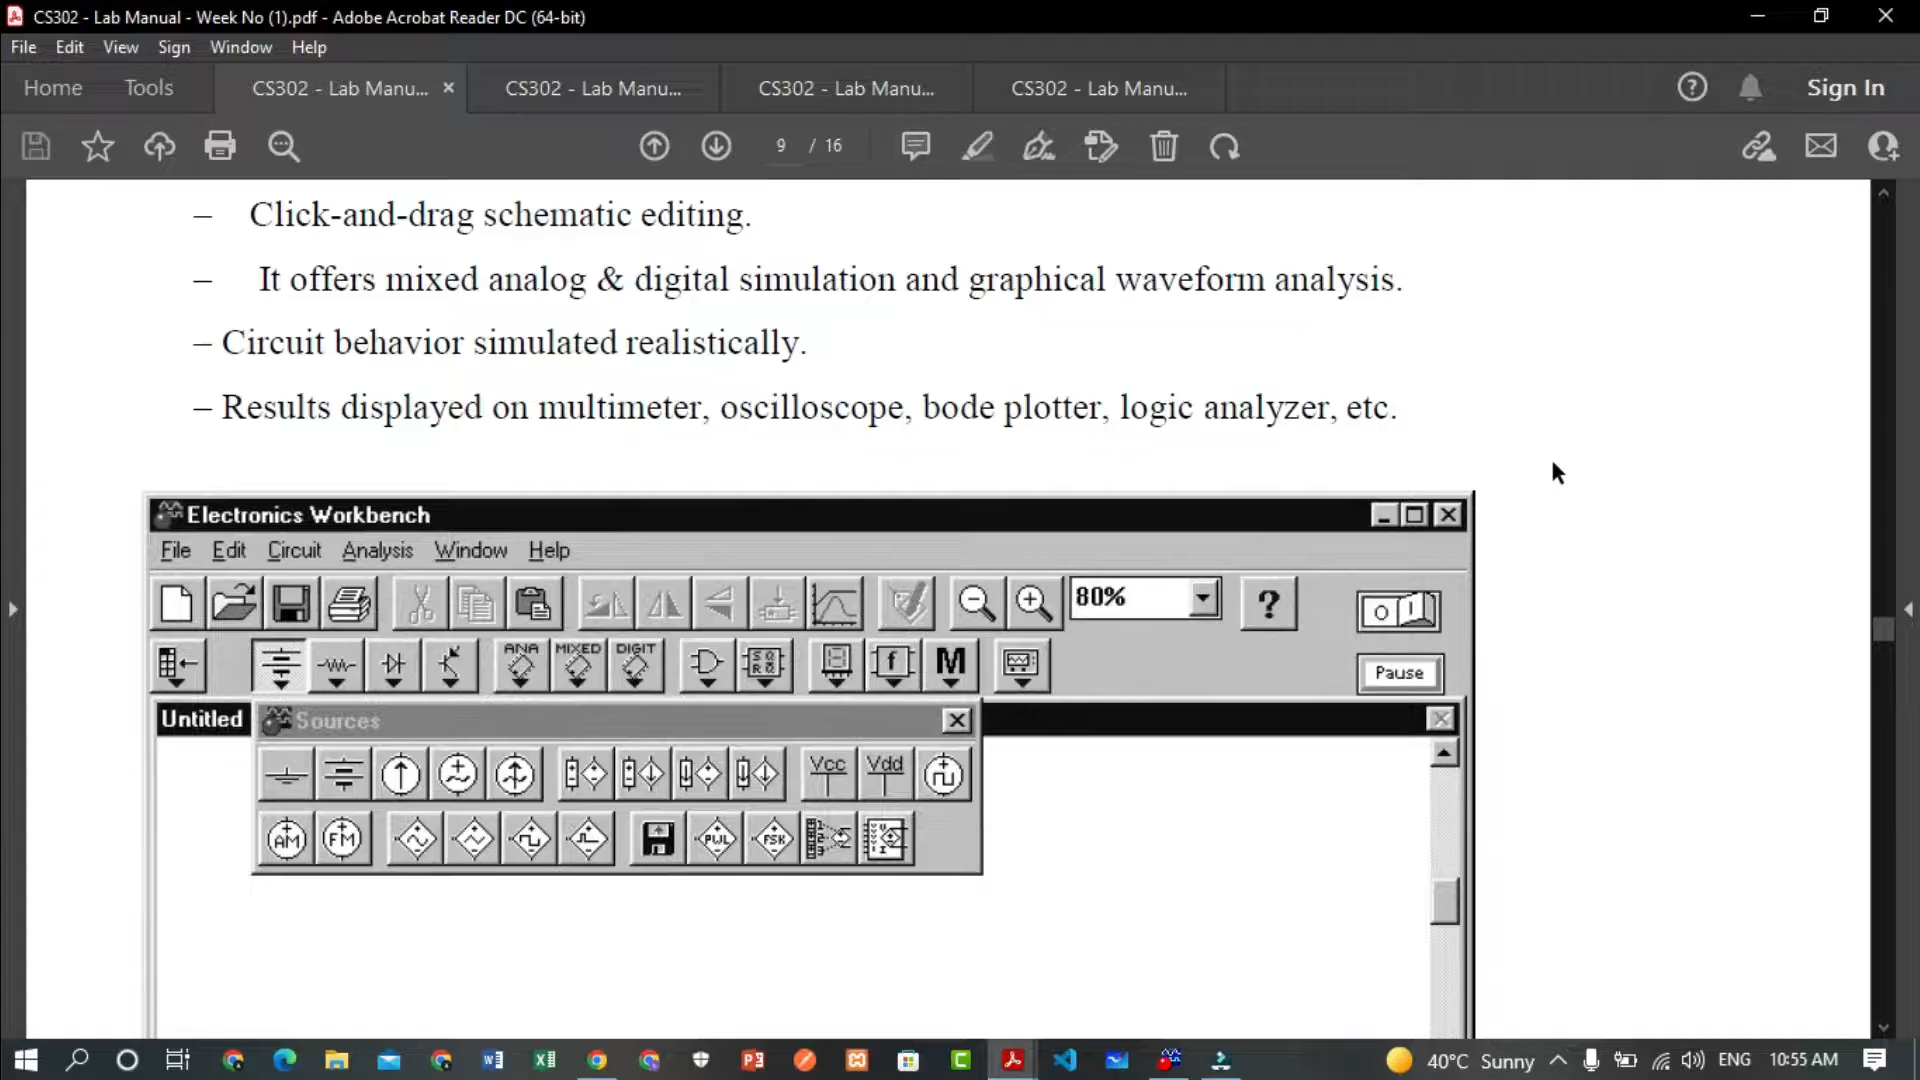 CS302 - Lab Manual - Week No (1).pdf - Adobe Acrobat Reader DC (64-bit)
File Edit View Sign Window Help
Home Tools CS302 - Lab Manu... CS302 - Lab Manu... CS302 - Lab Manu... CS302 - Lab Manu... Sign In
9 / 16
– Click-and-drag schematic editing.
– It offers mixed analog & digital simulation and graphical waveform analysis.
– Circuit behavior simulated realistically.
– Results displayed on multimeter, oscilloscope, bode plotter, logic analyzer, etc.
Electronics Workbench
File Edit Circuit Analysis Window Help
80% ?
ANA MIXED DIGIT f M Pause
Untitled Sources
Vcc Vdd
AM FM PWL FSK
40°C Sunny ENG 10:55 AM